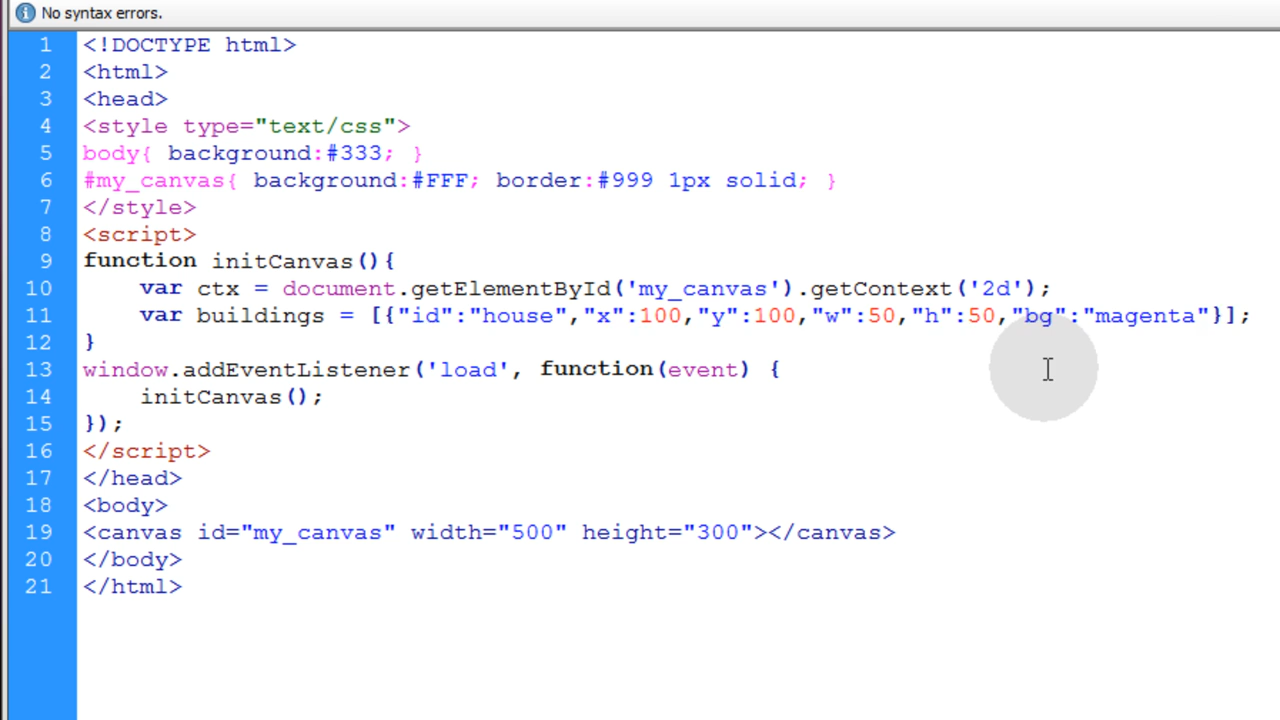 No syntax errors.
1 <!DOCTYPE html>
2 <html>
3 <head>
4 <style type="text/css">
5 body{ background:#333; }
6 #my_canvas{ background:#FFF; border:#999 1px solid; }
7 </style>
8 <script>
9 function initCanvas(){
10     var ctx = document.getElementById('my_canvas').getContext('2d');
11     var buildings = [{"id":"house","x":100,"y":100,"w":50,"h":50,"bg":"magenta"}];
12 }
13 window.addEventListener('load', function(event) {
14     initCanvas();
15 });
16 </script>
17 </head>
18 <body>
19 <canvas id="my_canvas" width="500" height="300"></canvas>
20 </body>
21 </html>